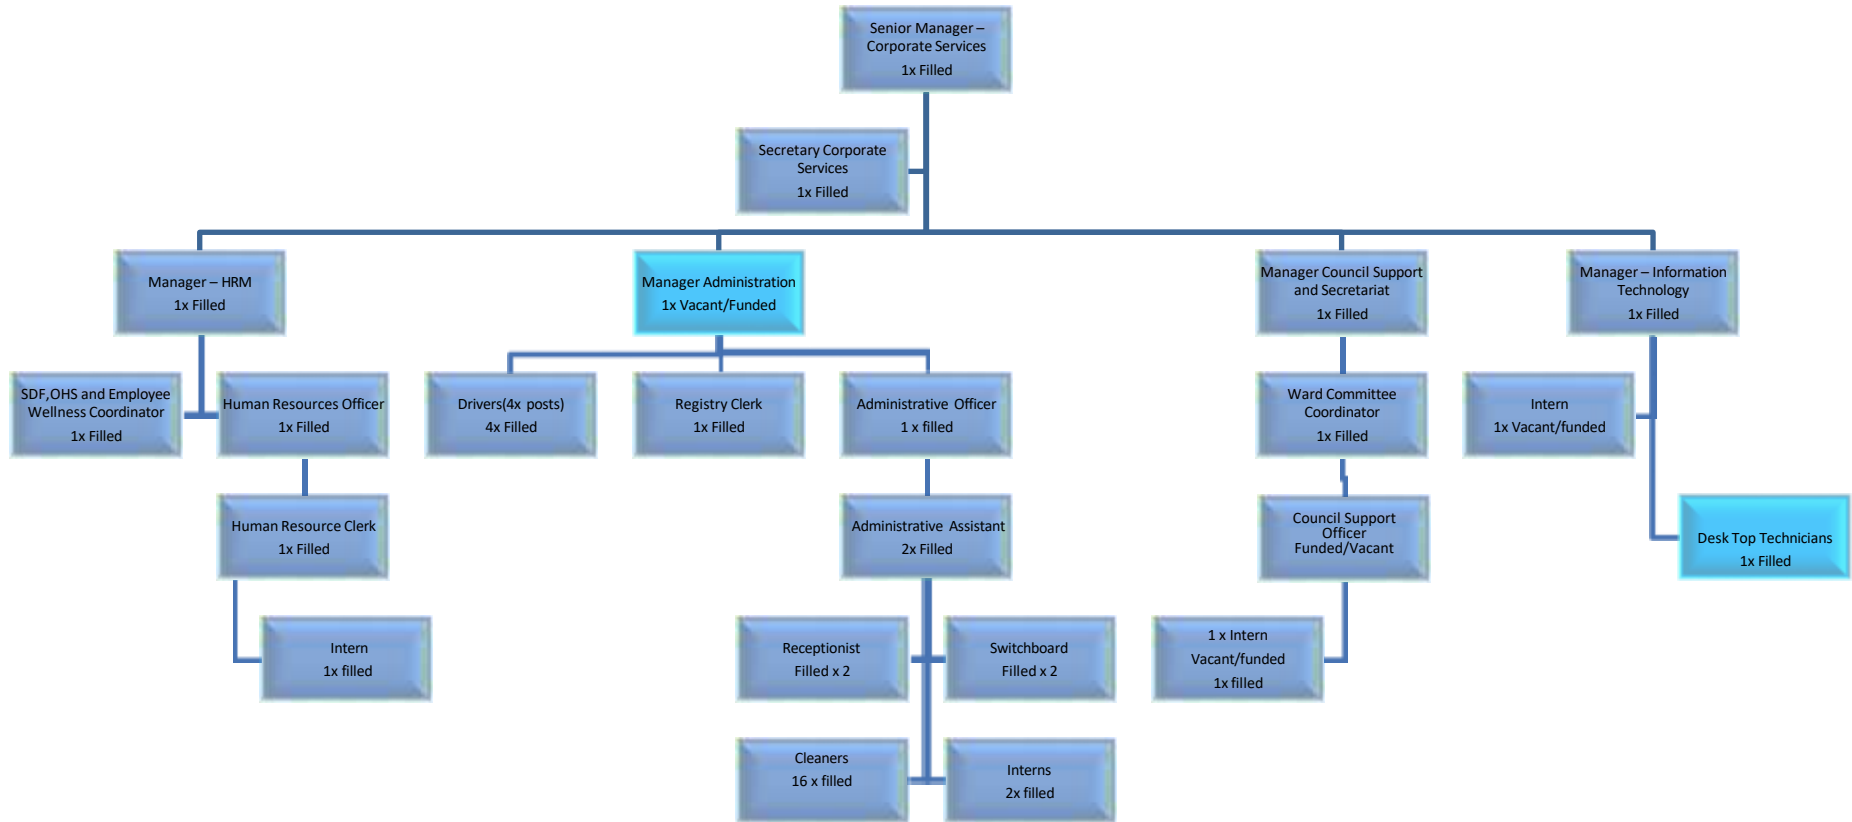 Senior Manager –
Corporate Services
1x Filled
Secretary Corporate
Services
1x Filled
Manager – HRM
1x Filled
Manager Administration
1x Vacant/Funded
Manager Council Support
and Secretariat
1x Filled
Manager – Information
Technology
1x Filled
SDF,OHS and Employee
Wellness Coordinator
1x Filled
Human Resources Officer
1x Filled
Drivers(4x posts)
4x Filled
Registry Clerk
1x Filled
Administrative Officer
1 x filled
Ward Committee
Coordinator
1x Filled
Intern
1x Vacant/funded
Human Resource Clerk
1x Filled
Administrative Assistant
2x Filled
Council Support
Officer
Funded/Vacant
Desk Top Technicians
1x Filled
Intern
1x filled
Receptionist
Filled x 2
Switchboard
Filled x 2
1 x Intern
Vacant/funded
1x filled
Cleaners
16 x filled
Interns
2x filled